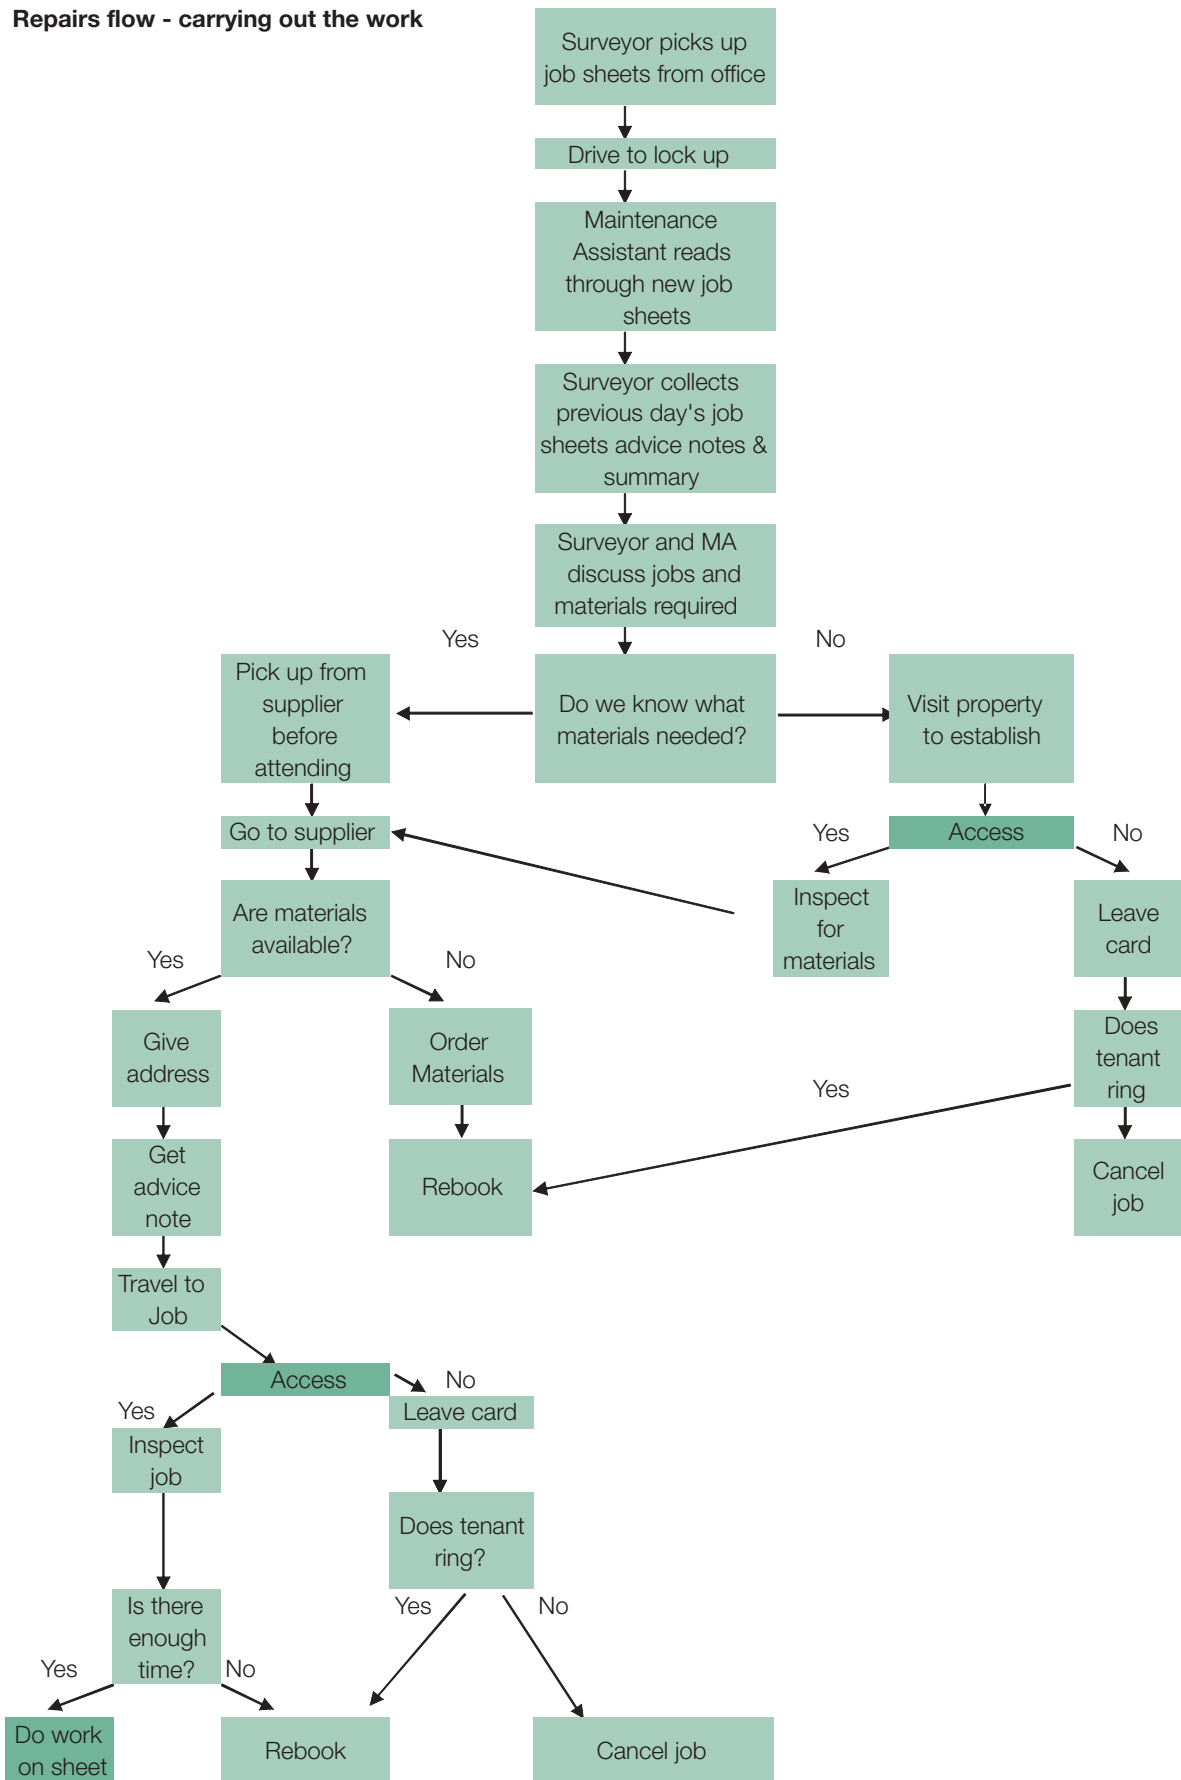 Repairs flow - carrying out the work
Surveyor picks up
job sheets from office
Drive to lock up
Maintenance
Assistant reads
through new job
sheets
Surveyor collects
previous day's job
sheets advice notes &
summary
Surveyor and MA
discuss jobs and
materials required
Yes
No
Pick up from
supplier
before
attending
Do we know what
materials needed?
Visit property
to establish
Go to supplier
Yes
Access
No
Are materials
available?
Inspect
for
materials
Leave
card
Yes
No
Give
address
Order
Materials
Does
tenant
ring
Yes
Get
advice
note
Rebook
Cancel
job
Travel to
Job
Access
No
Yes
Leave card
Inspect
job
Does tenant
ring?
Is there
enough
time?
Yes
No
Yes
No
Do work
on sheet
Rebook
Cancel job